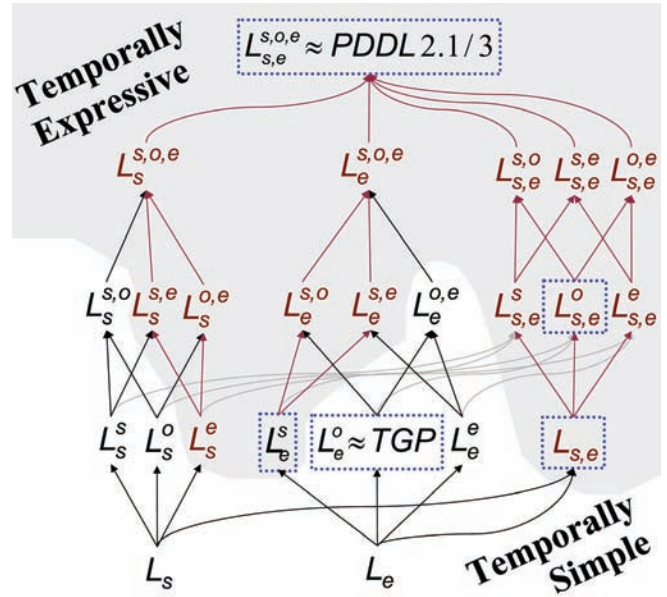 Temporally
Expressive
L_{s,e}^{s,o,e} ≈ PDDL 2.1/3
L_s^{s,o,e} L_e^{s,o,e} L_{s,e}^{s,o} L_{s,e}^{s,e} L_{s,e}^{o,e}
L_s^{s,o} L_s^{s,e} L_s^{o,e} L_e^{s,o} L_e^{s,e} L_e^{o,e} L_{s,e}^s L_{s,e}^o L_{s,e}^e
L_s^s L_s^o L_s^e L_e^s L_e^o ≈ TGP L_e^e L_{s,e}
L_s L_e
Temporally
Simple